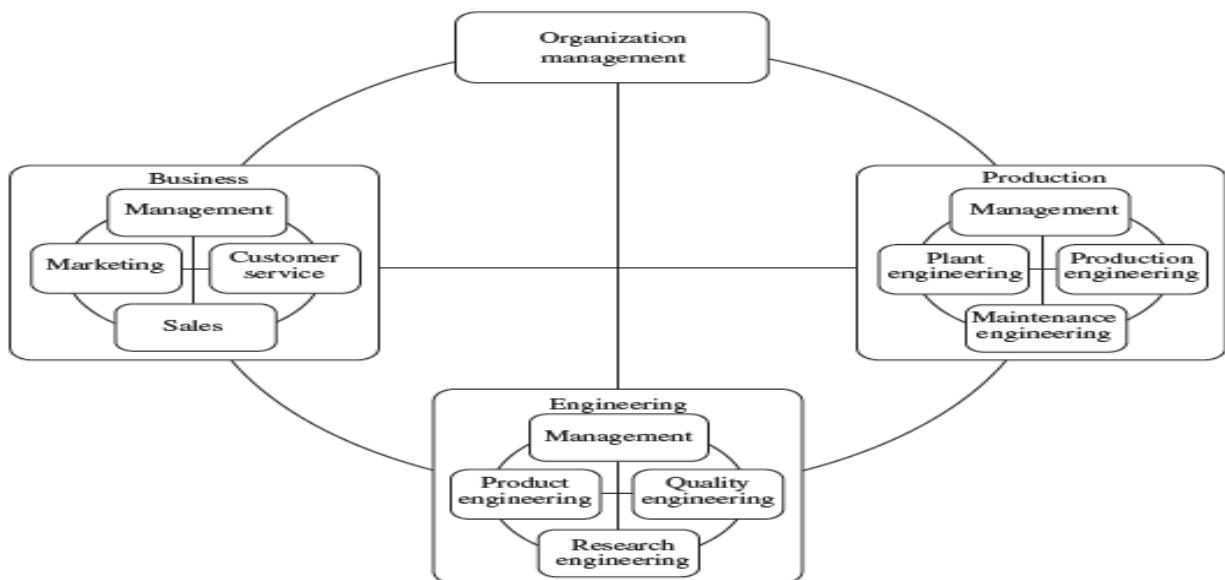 Organization
management
Business
Management
Marketing
Customer
service
Sales
Production
Management
Plant
engineering
Production
engineering
Maintenance
engineering
Engineering
Management
Product
engineering
Quality
engineering
Research
engineering